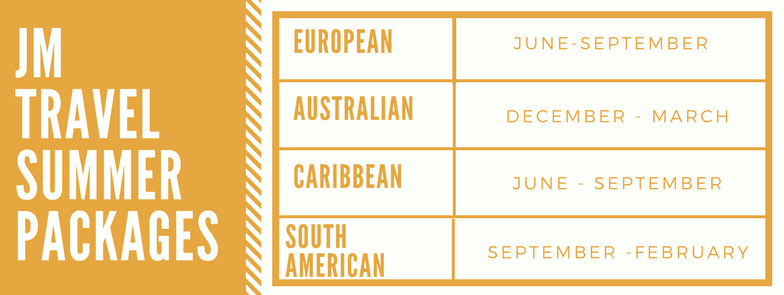 JM
TRAVEL
SUMMER
PACKAGES
EUROPEAN
JUNE-SEPTEMBER
AUSTRALIAN
DECEMBER - MARCH
CARIBBEAN
JUNE - SEPTEMBER
SOUTH
AMERICAN
SEPTEMBER -FEBRUARY